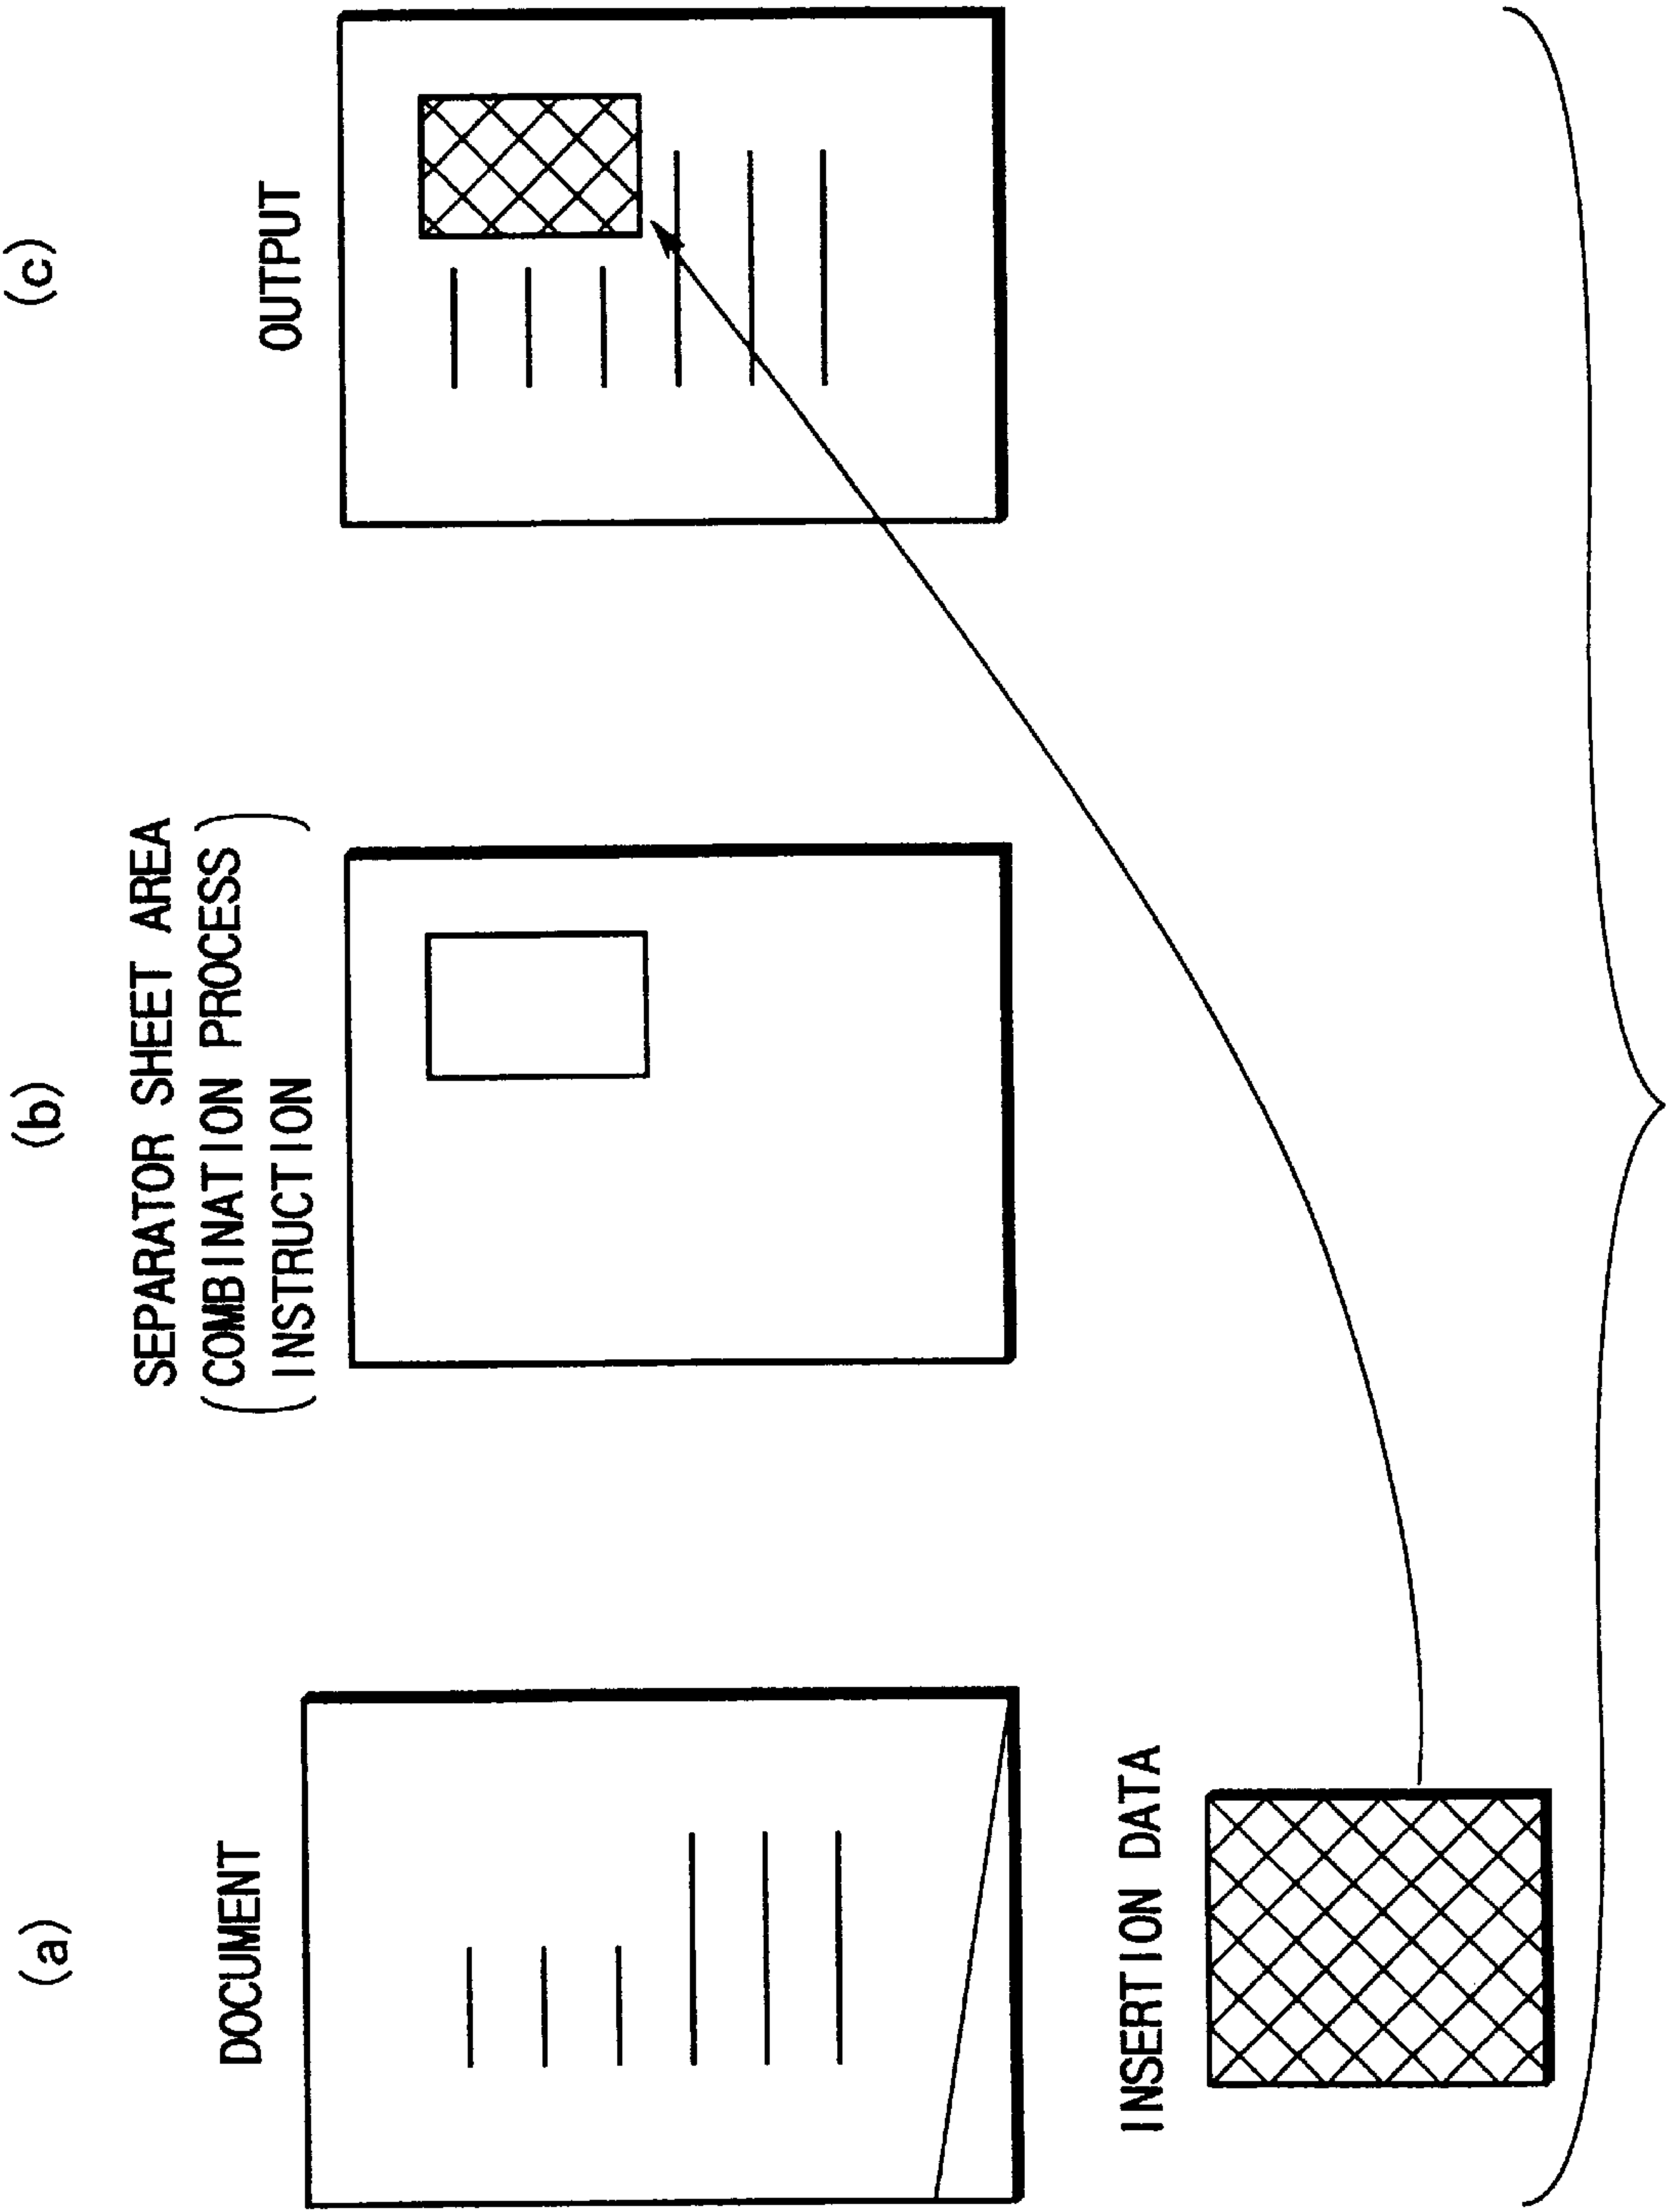 (a)
DOCUMENT
INSERTION DATA
(b)
SEPARATOR SHEET AREA
(COMBINATION PROCESS
INSTRUCTION)
(c)
OUTPUT